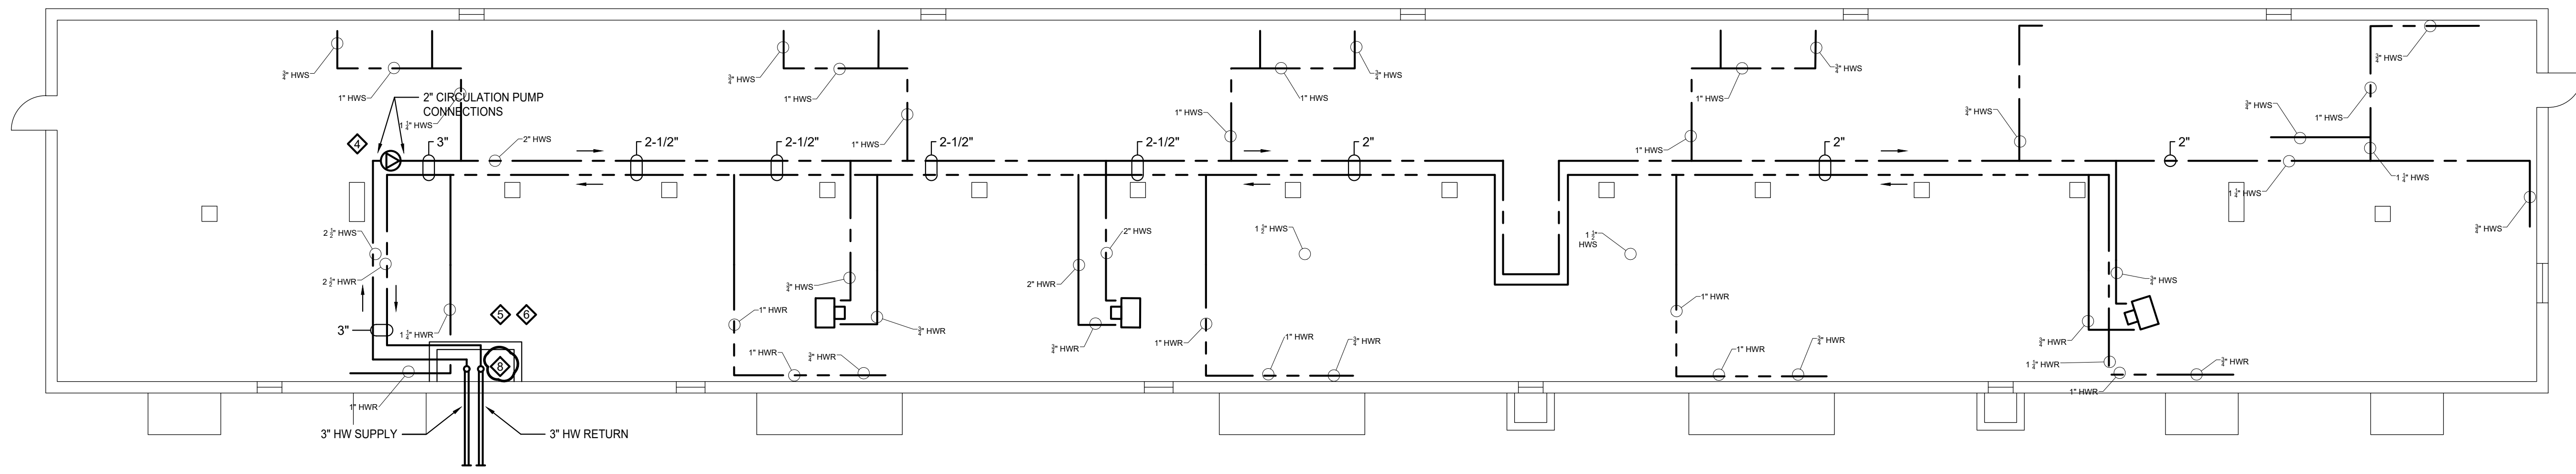 ¾" HWS
1" HWS
2" CIRCULATION PUMP
CONNECTIONS
1 ¼" HWS
4
3"
2" HWS
2-1/2"
¾" HWS
1" HWS
2-1/2"
1" HWS
2-1/2"
2-1/2"
1" HWS
1" HWS
¾" HWS
2"
1" HWS
1" HWS
¾" HWS
2"
¾" HWS
2"
¾" HWS
1" HWS
¾" HWS
1 ¼" HWS
1 ¼" HWS
¾" HWS
2 ½" HWS
2 ½" HWR
3"
1 ¼" HWR
5
6
8
1" HWR
3" HW SUPPLY
3" HW RETURN
1" HWR
¾" HWS
¾" HWR
1" HWR
¾" HWR
2" HWR
2" HWS
¾" HWR
1" HWR
1 ½" HWS
1" HWR
¾" HWR
1 ½"
HWS
1" HWR
1" HWR
¾" HWR
¾" HWS
¾" HWR
1 ¼" HWR
1" HWR
¾" HWR